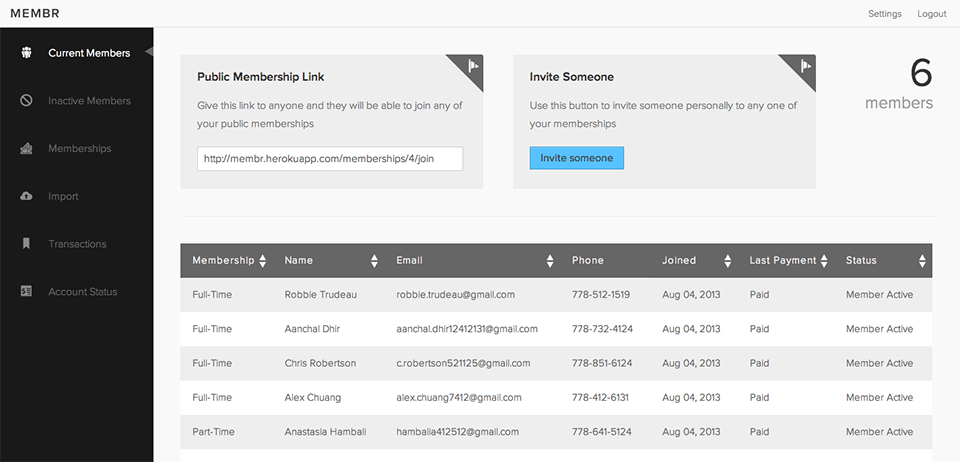 MEMBR
Settings Logout
Current Members
Inactive Members
Memberships
Import
Transactions
Account Status
Public Membership Link
Give this link to anyone and they will be able to join any of
your public memberships
http://membr.herokuapp.com/memberships/4/join
Invite Someone
Use this button to invite someone personally to any one of
your memberships
Invite someone
6
members
Membership Name Email Phone Joined Last Payment Status
Full-Time Robbie Trudeau robbie.trudeau@gmail.com 778-512-1519 Aug 04, 2013 Paid Member Active
Full-Time Aanchal Dhir aanchal.dhir12412131@gmail.com 778-732-4124 Aug 04, 2013 Paid Member Active
Full-Time Chris Robertson c.robertson521125@gmail.com 778-851-6124 Aug 04, 2013 Paid Member Active
Full-Time Alex Chuang alex.chuang7412@gmail.com 778-412-6131 Aug 04, 2013 Paid Member Active
Part-Time Anastasia Hambali hambalia412512@gmail.com 778-641-5124 Aug 04, 2013 Paid Member Active